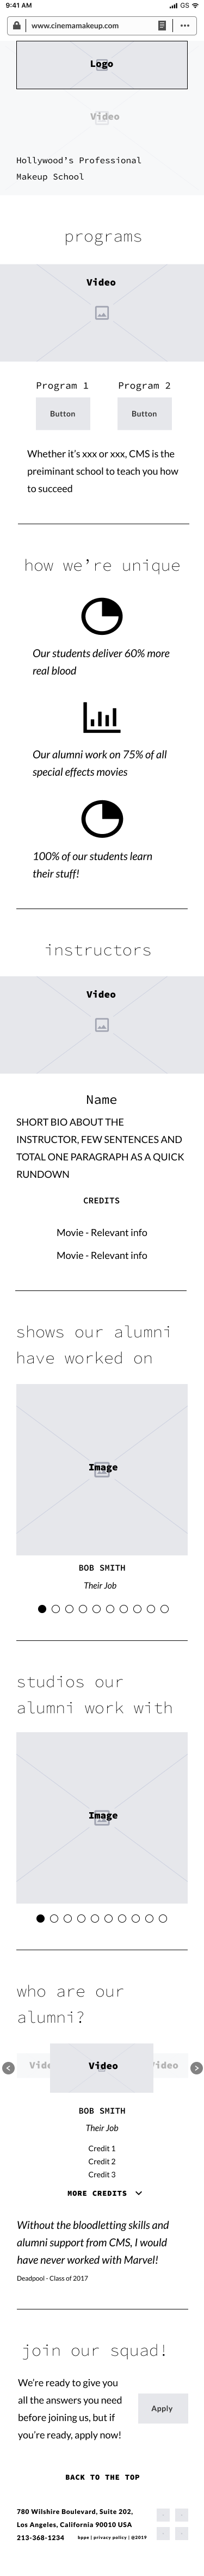 9:41 AM GS
www.cinemamakeup.com
Logo
Video
Hollywood's Professional
Makeup School
programs
Video
Program 1 Program 2
Button Button
Whether it's xxx or xxx, CMS is the
preiminant school to teach you how
to succeed
how we're unique
Our students deliver 60% more
real blood
Our alumni work on 75% of all
special effects movies
100% of our students learn
their stuff!
instructors
Video
Name
SHORT BIO ABOUT THE
INSTRUCTOR, FEW SENTENCES AND
TOTAL ONE PARAGRAPH AS A QUICK
RUNDOWN
CREDITS
Movie - Relevant info
Movie - Relevant info
shows our alumni
have worked on
Image
BOB SMITH
Their Job
studios our
alumni work with
Image
who are our
alumni?
Vide Video Video
BOB SMITH
Their Job
Credit 1
Credit 2
Credit 3
MORE CREDITS
Without the bloodletting skills and
alumni support from CMS, I would
have never worked with Marvel!
Deadpool - Class of 2017
join our squad!
We're ready to give you
all the answers you need
before joining us, but if
you're ready, apply now!
Apply
BACK TO THE TOP
780 Wilshire Boulevard, Suite 202,
Los Angeles, California 90010 USA
213-368-1234 bppe | privacy policy | @2019